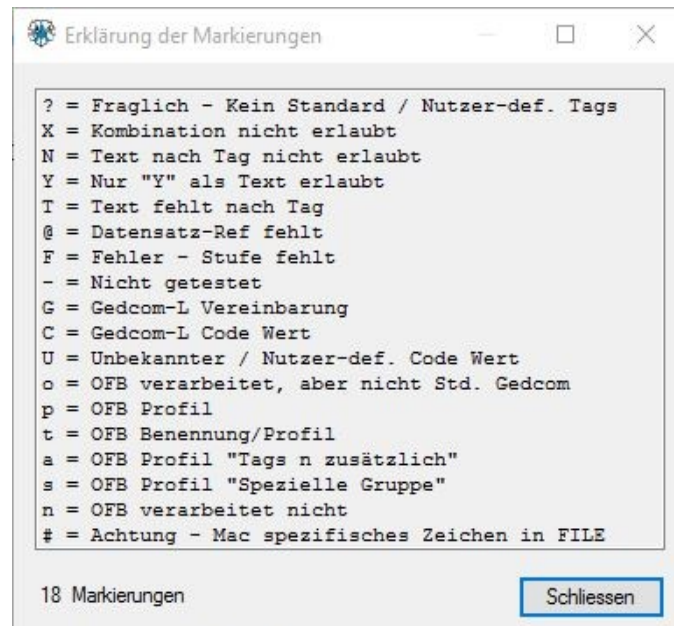 Erklärung der Markierungen
? = Fraglich - Kein Standard / Nutzer-def. Tags
X = Kombination nicht erlaubt
N = Text nach Tag nicht erlaubt
Y = Nur "Y" als Text erlaubt
T = Text fehlt nach Tag
@ = Datensatz-Ref fehlt
F = Fehler - Stufe fehlt
- = Nicht getestet
G = Gedcom-L Vereinbarung
C = Gedcom-L Code Wert
U = Unbekannter / Nutzer-def. Code Wert
o = OFB verarbeitet, aber nicht Std. Gedcom
p = OFB Profil
t = OFB Benennung/Profil
a = OFB Profil "Tags n zusätzlich"
s = OFB Profil "Spezielle Gruppe"
n = OFB verarbeitet nicht
# = Achtung - Mac spezifisches Zeichen in FILE
18 Markierungen
Schliessen